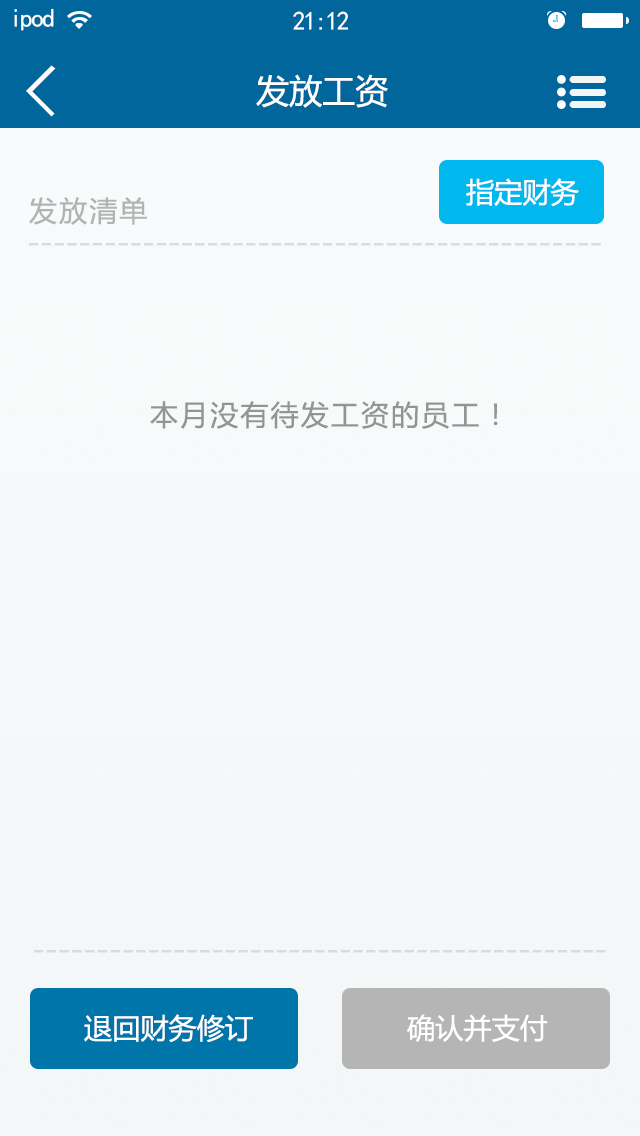 ipod 21:12
发放工资
指定财务
发放清单
本月没有待发工资的员工！
退回财务修订 确认并支付